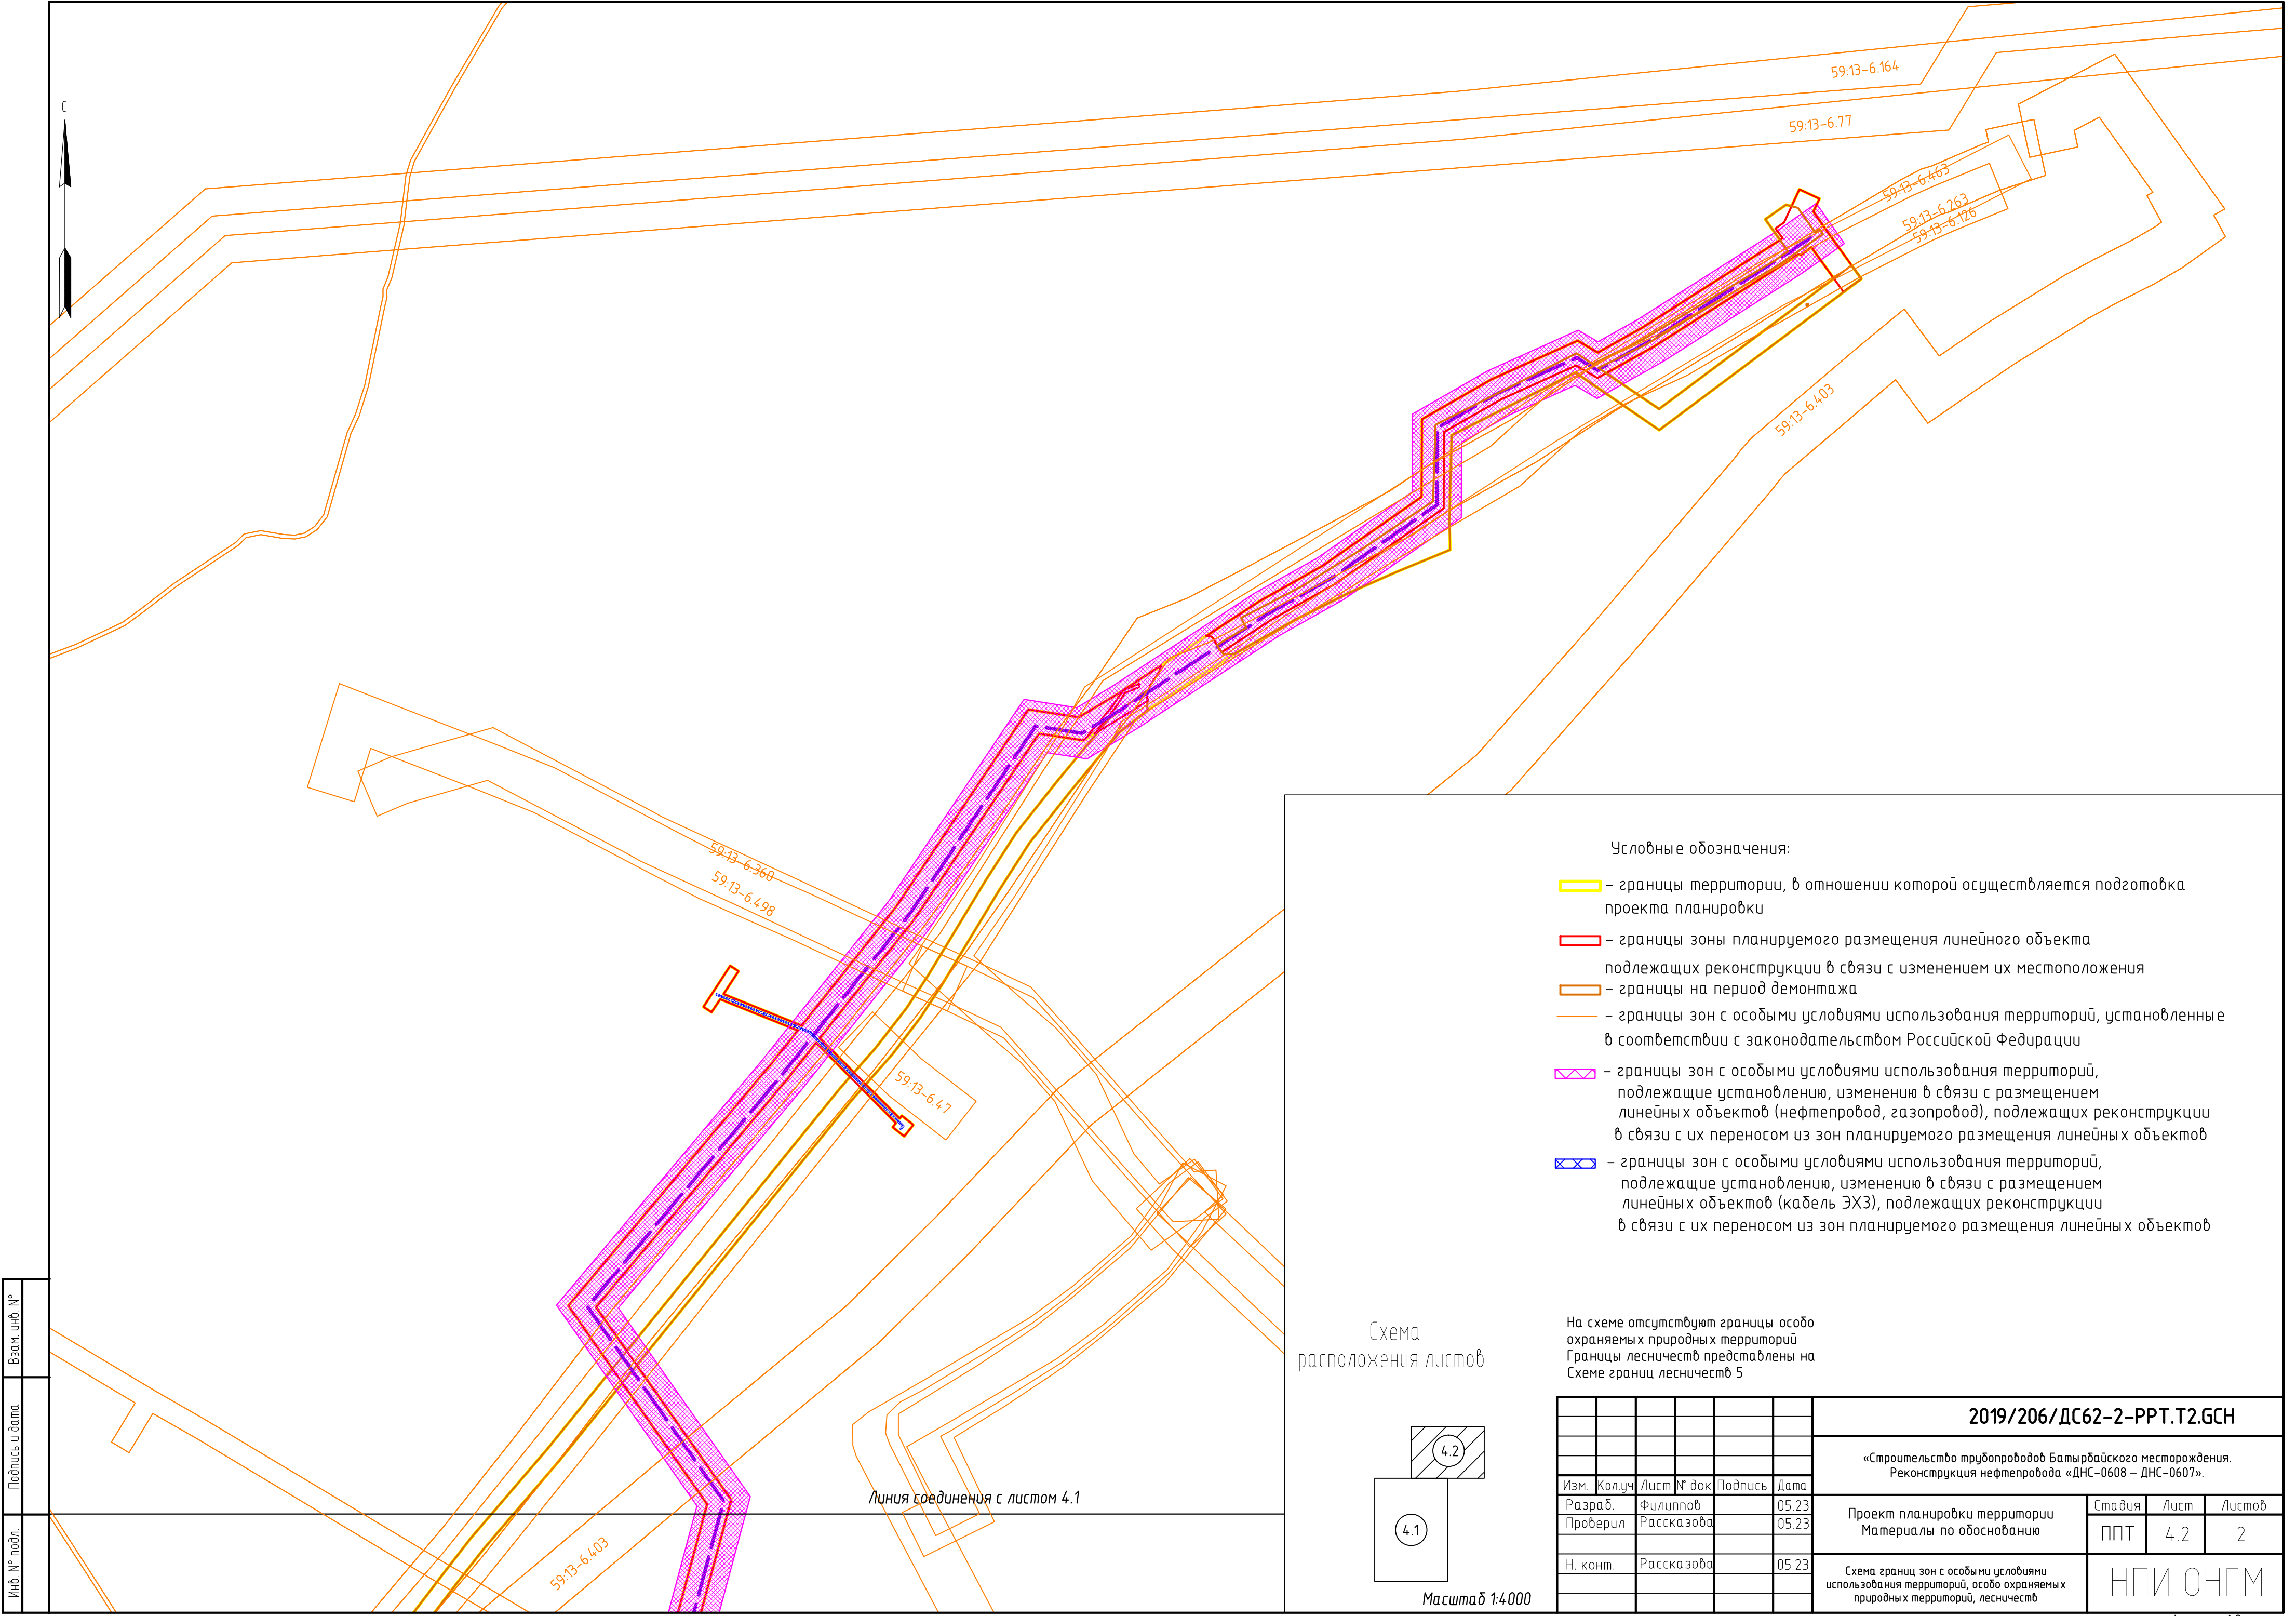 С
59:13-6.164
59:13-6.77
59:13-6.463
59:13-6.263
59:13-6.126
59:13-6.403
59:13-6.360
59:13-6.498
59:13-6.47
59:13-6.403
Линия соединения с листом 4.1
Условные обозначения:
– границы территории, в отношении которой осуществляется подготовка
проекта планировки
– границы зоны планируемого размещения линейного объекта
подлежащих реконструкции в связи с изменением их местоположения
– границы на период демонтажа
– границы зон с особыми условиями использования территорий, установленные
в соответствии с законодательством Российской Федерации
– границы зон с особыми условиями использования территорий,
подлежащие установлению, изменению в связи с размещением
линейных объектов (нефтепровод, газопровод), подлежащих реконструкции
в связи с их переносом из зон планируемого размещения линейных объектов
– границы зон с особыми условиями использования территорий,
подлежащие установлению, изменению в связи с размещением
линейных объектов (кабель ЭХЗ), подлежащих реконструкции
в связи с их переносом из зон планируемого размещения линейных объектов
На схеме отсутствуют границы особо
охраняемых природных территорий
Границы лесничеств представлены на
Схеме границ лесничеств 5
Схема
расположения листов
4.2
4.1
Масштаб 1:4000
2019/206/ДС62-2-PPT.T2.GCH
«Строительство трубопроводов Батырбайского месторождения.
Реконструкция нефтепровода «ДНС-0608 – ДНС-0607».
Изм. Кол.уч Лист N° док Подпись Дата
Разраб. Филиппов 05.23
Проверил Рассказова 05.23
Н. конт. Рассказова 05.23
Проект планировки территории
Материалы по обоснованию
Стадия Лист Листов
ППТ 4.2 2
Схема границ зон с особыми условиями
использования территорий, особо охраняемых
природных территорий, лесничеств
НПИ ОНГМ
Взам. инв. N°
Подпись и дата
Инв. N° подл.